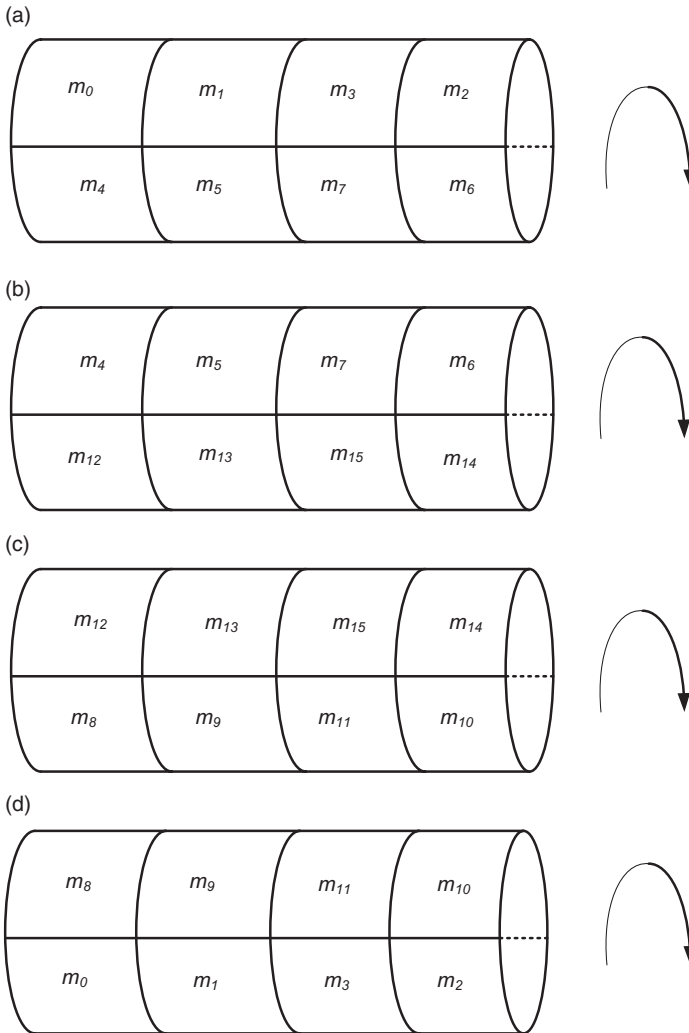 (a)
m₀ m₁ m₃ m₂
m₄ m₅ m₇ m₆
(b)
m₄ m₅ m₇ m₆
m₁₂ m₁₃ m₁₅ m₁₄
(c)
m₁₂ m₁₃ m₁₅ m₁₄
m₈ m₉ m₁₁ m₁₀
(d)
m₈ m₉ m₁₁ m₁₀
m₀ m₁ m₃ m₂